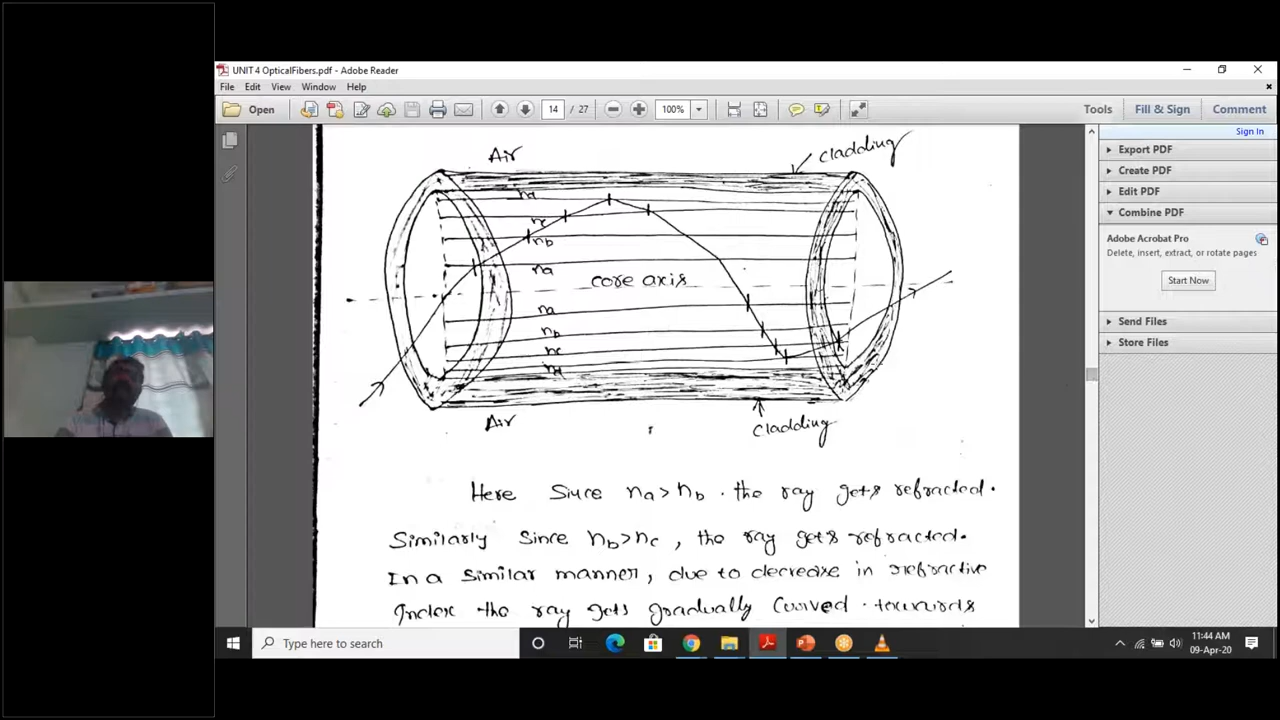 UNIT 4 OpticalFibers.pdf - Adobe Reader
File Edit View Window Help
Open 14 / 27 100% Tools Fill & Sign Comment
Sign In
Export PDF
Create PDF
Edit PDF
Combine PDF
Adobe Acrobat Pro
Delete, insert, extract, or rotate pages
Start Now
Send Files
Store Files
Air
cladding
nd
nc
nb
na
core axis
na
nb
nc
nd
Air
cladding
Here Since na > nb . the ray gets refracted.
Similarly Since nb > nc , the ray gets refracted.
In a similar manner, due to decrease in refractive
index the ray gets gradually curved towards
Type here to search
11:44 AM
09-Apr-20